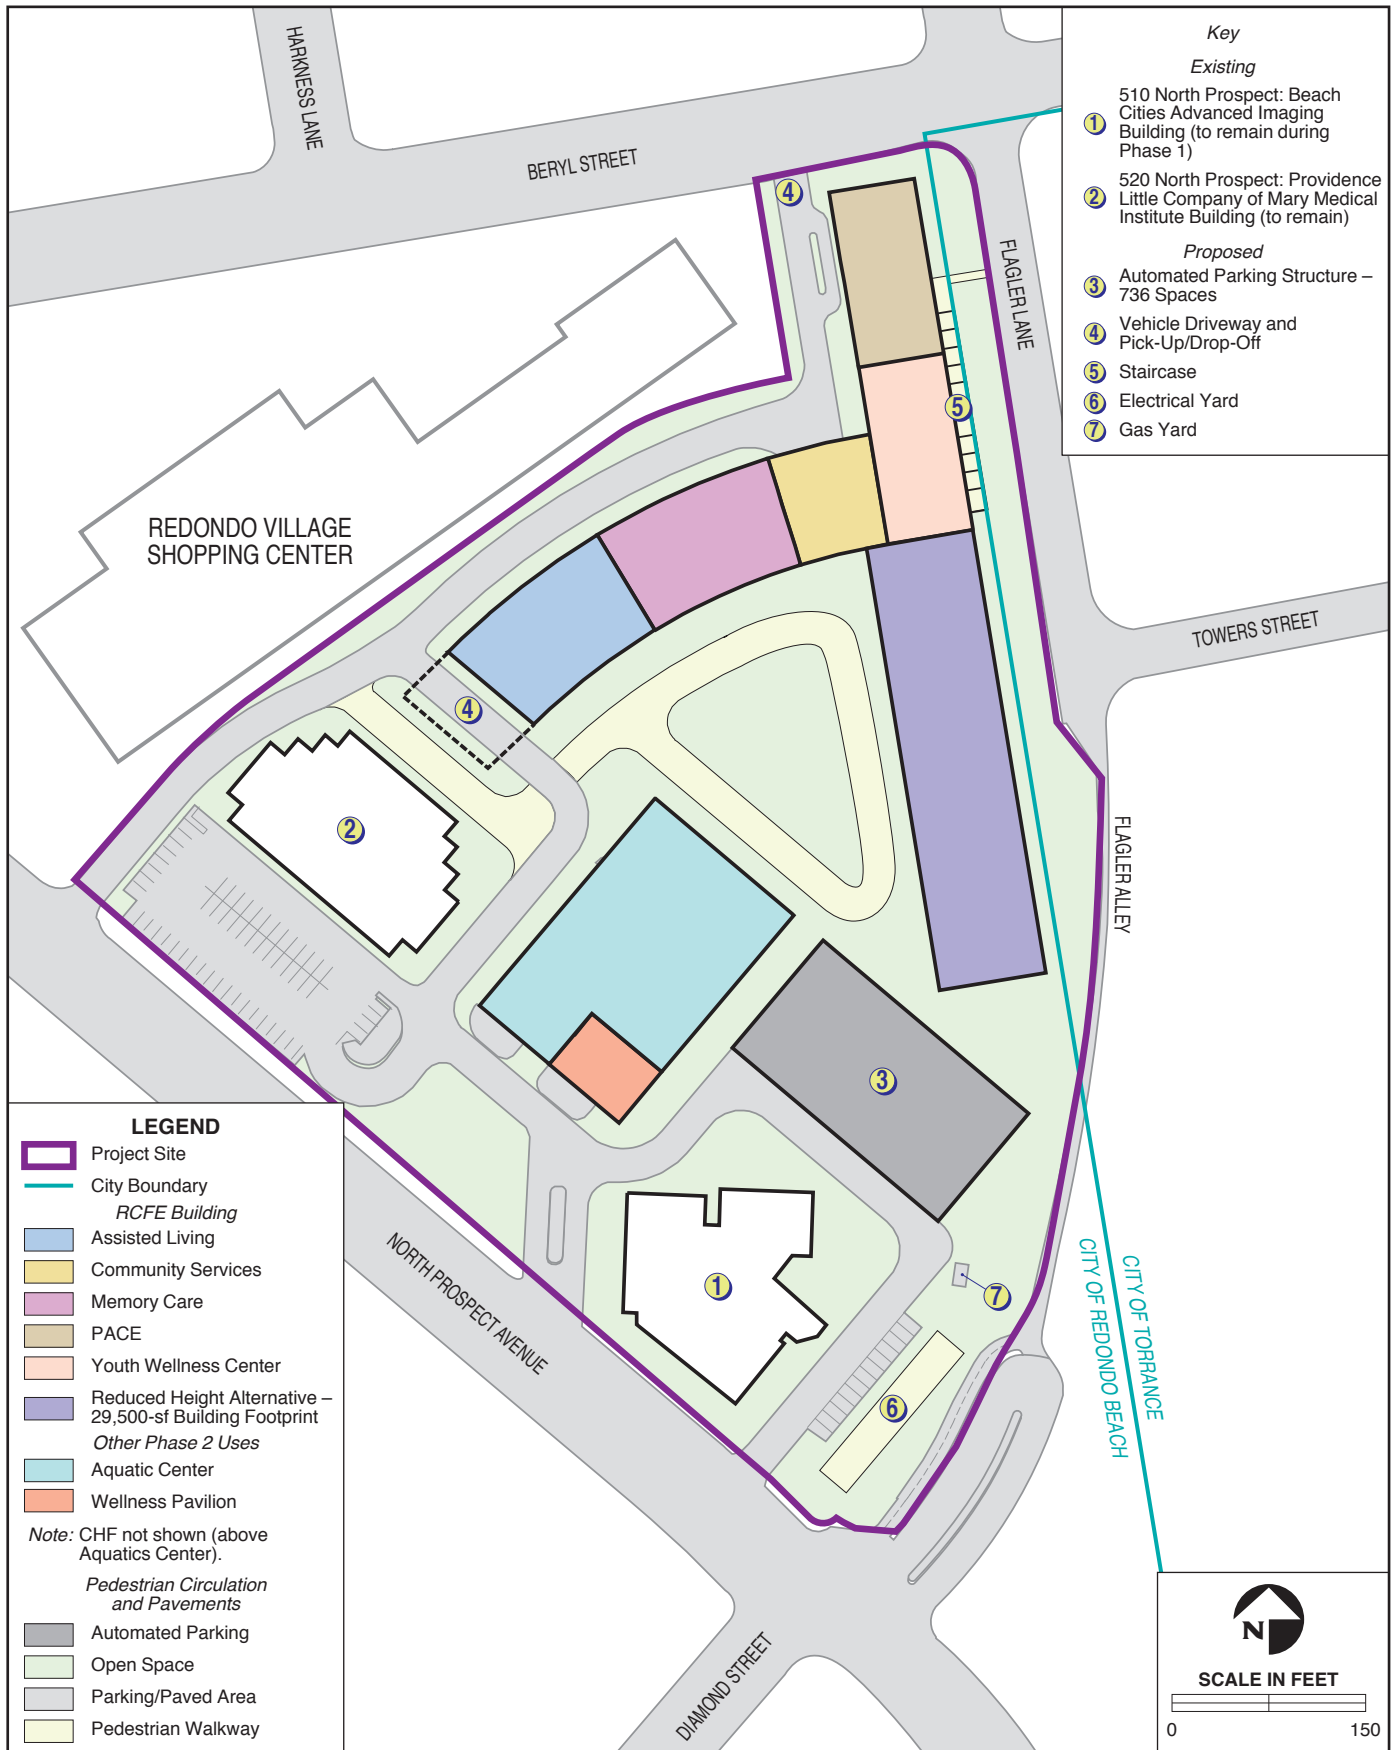 HARKNESS LANE
BERYL STREET
FLAGLER LANE
TOWERS STREET
FLAGLER ALLEY
REDONDO VILLAGE
SHOPPING CENTER
NORTH PROSPECT AVENUE
DIAMOND STREET
CITY OF TORRANCE
CITY OF REDONDO BEACH
4
5
4
2
3
1
7
6
Key
Existing
1 510 North Prospect: Beach
Cities Advanced Imaging
Building (to remain during
Phase 1)
2 520 North Prospect: Providence
Little Company of Mary Medical
Institute Building (to remain)
Proposed
3 Automated Parking Structure –
736 Spaces
4 Vehicle Driveway and
Pick-Up/Drop-Off
5 Staircase
6 Electrical Yard
7 Gas Yard
LEGEND
Project Site
City Boundary
RCFE Building
Assisted Living
Community Services
Memory Care
PACE
Youth Wellness Center
Reduced Height Alternative –
29,500-sf Building Footprint
Other Phase 2 Uses
Aquatic Center
Wellness Pavilion
Note: CHF not shown (above
Aquatics Center).
Pedestrian Circulation
and Pavements
Automated Parking
Open Space
Parking/Paved Area
Pedestrian Walkway
N
SCALE IN FEET
0 150